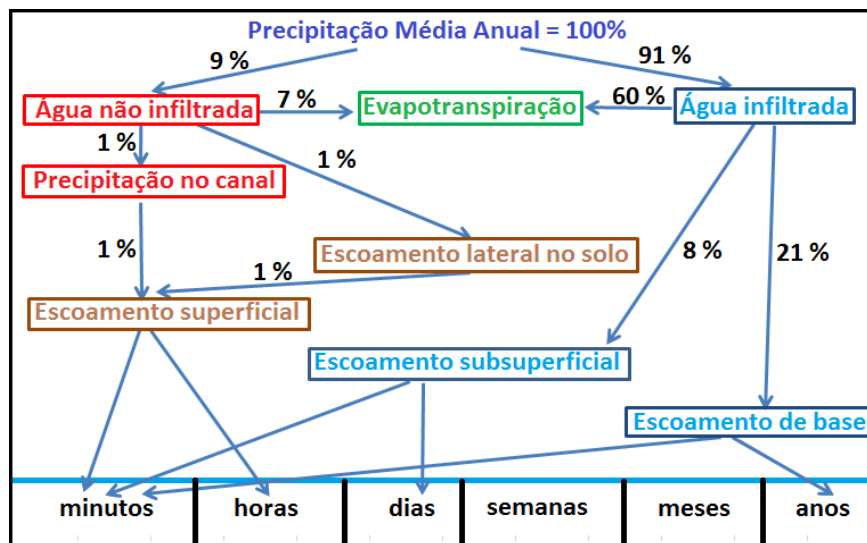 Precipitação Média Anual = 100%
9 %
91 %
Água não infiltrada
7 %
Evapotranspiração
60 %
Água infiltrada
1 %
1 %
Precipitação no canal
1 %
Escoamento lateral no solo
8 %
21 %
1 %
Escoamento superficial
Escoamento subsuperficial
Escoamento de base
minutos horas dias semanas meses anos